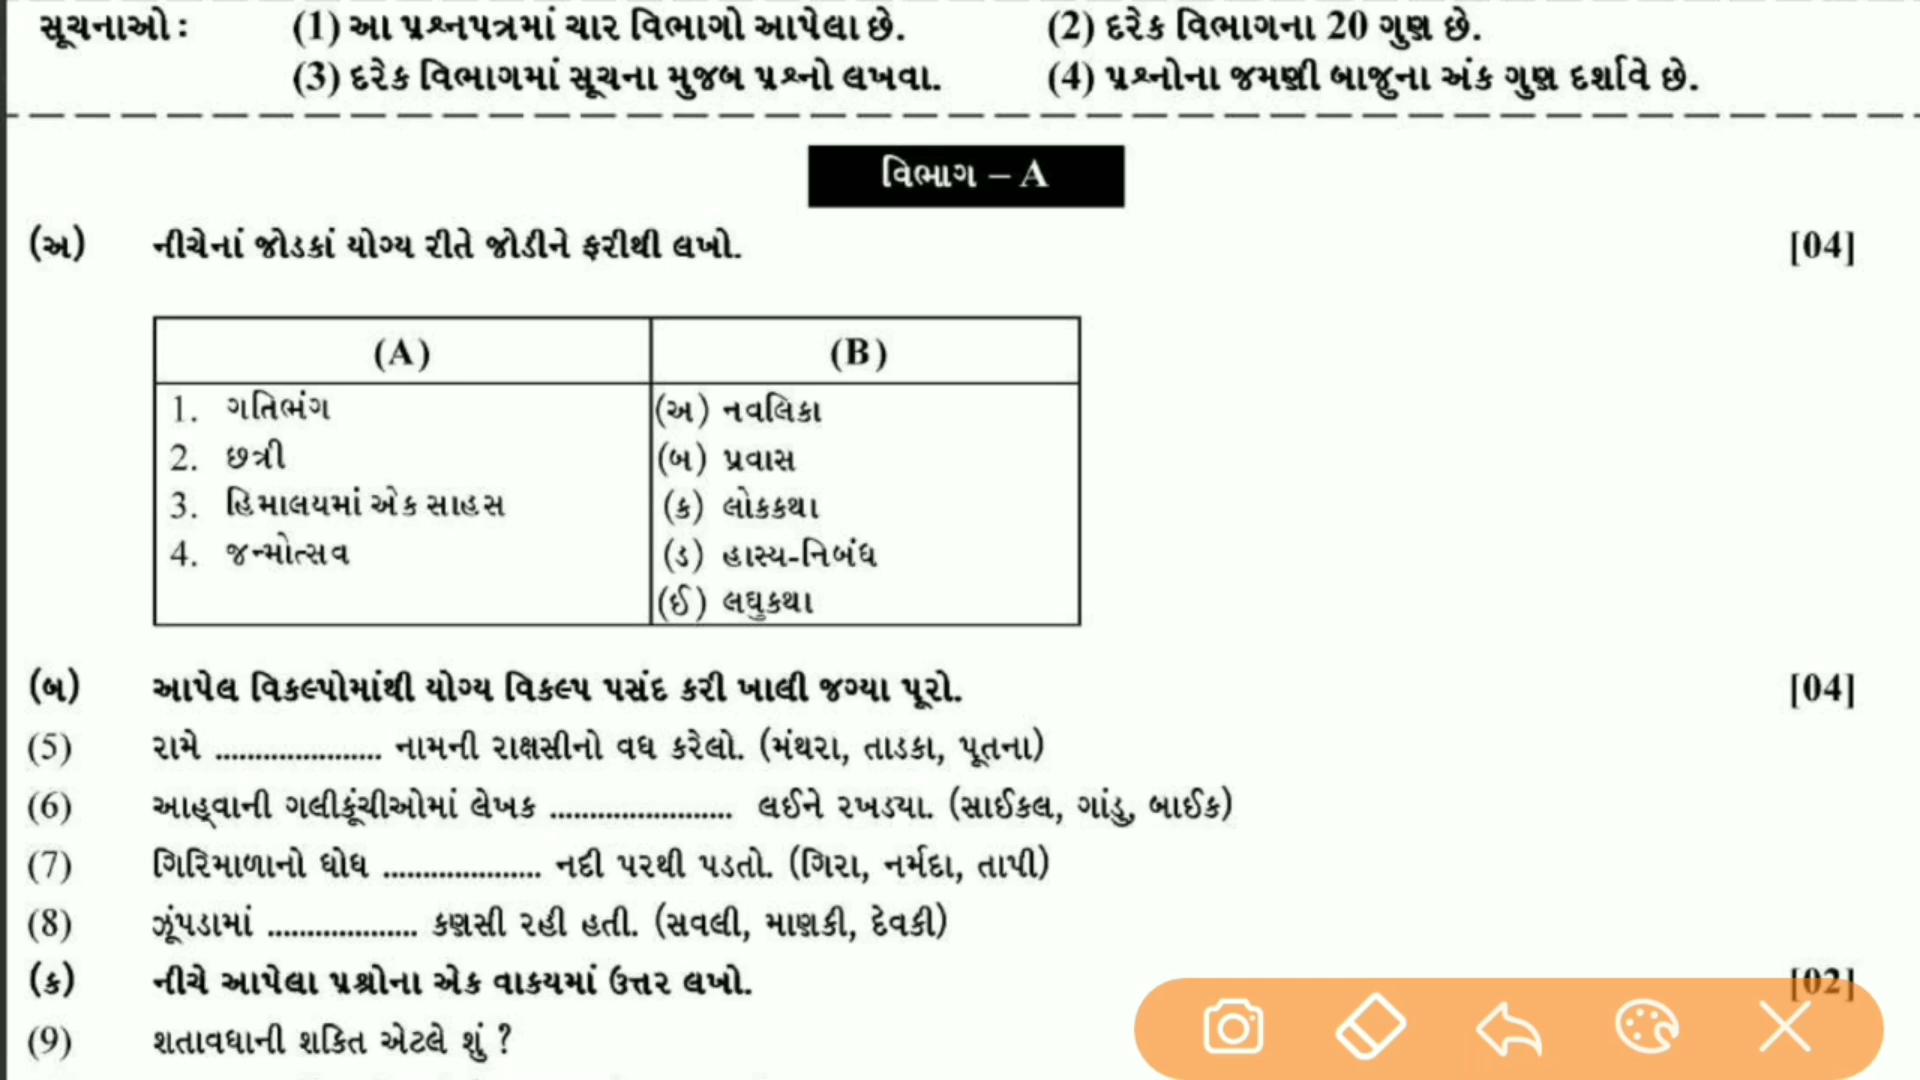 સૂચનાઓ : (1) આ પ્રશ્નપત્રમાં ચાર વિભાગો આપેલા છે. (2) દરેક વિભાગના 20 ગુણ છે.
(3) દરેક વિભાગમાં સૂચના મુજબ પ્રશ્નો લખવા. (4) પ્રશ્નોના જમણી બાજુના અંક ગુણ દર્શાવે છે.
વિભાગ – A
(અ) નીચેનાં જોડકાં યોગ્ય રીતે જોડીને ફરીથી લખો. [04]
(A) (B)
1. ગતિભંગ (અ) નવલિકા
2. છત્રી (બ) પ્રવાસ
3. હિમાલયમાં એક સાહસ (ક) લોકકથા
4. જન્મોત્સવ (ડ) હાસ્ય-નિબંધ
(ઈ) લઘુકથા
(બ) આપેલ વિકલ્પોમાંથી યોગ્ય વિકલ્પ પસંદ કરી ખાલી જગ્યા પૂરો. [04]
(5) રામે ..................... નામની રાક્ષસીનો વધ કરેલો. (મંથરા, તાડકા, પૂતના)
(6) આહ્વાની ગલીકૂંચીઓમાં લેખક ....................... લઈને રખડ્યા. (સાઈકલ, ગાંડુ, બાઈક)
(7) ગિરિમાળાનો ધોધ .................... નદી પરથી પડતો. (ગિરા, નર્મદા, તાપી)
(8) ઝૂંપડામાં ................... કણસી રહી હતી. (સવલી, માણકી, દેવકી)
(ક) નીચે આપેલા પ્રશ્નોના એક વાક્યમાં ઉત્તર લખો. [02]
(9) શતાવધાની શક્તિ એટલે શું ?